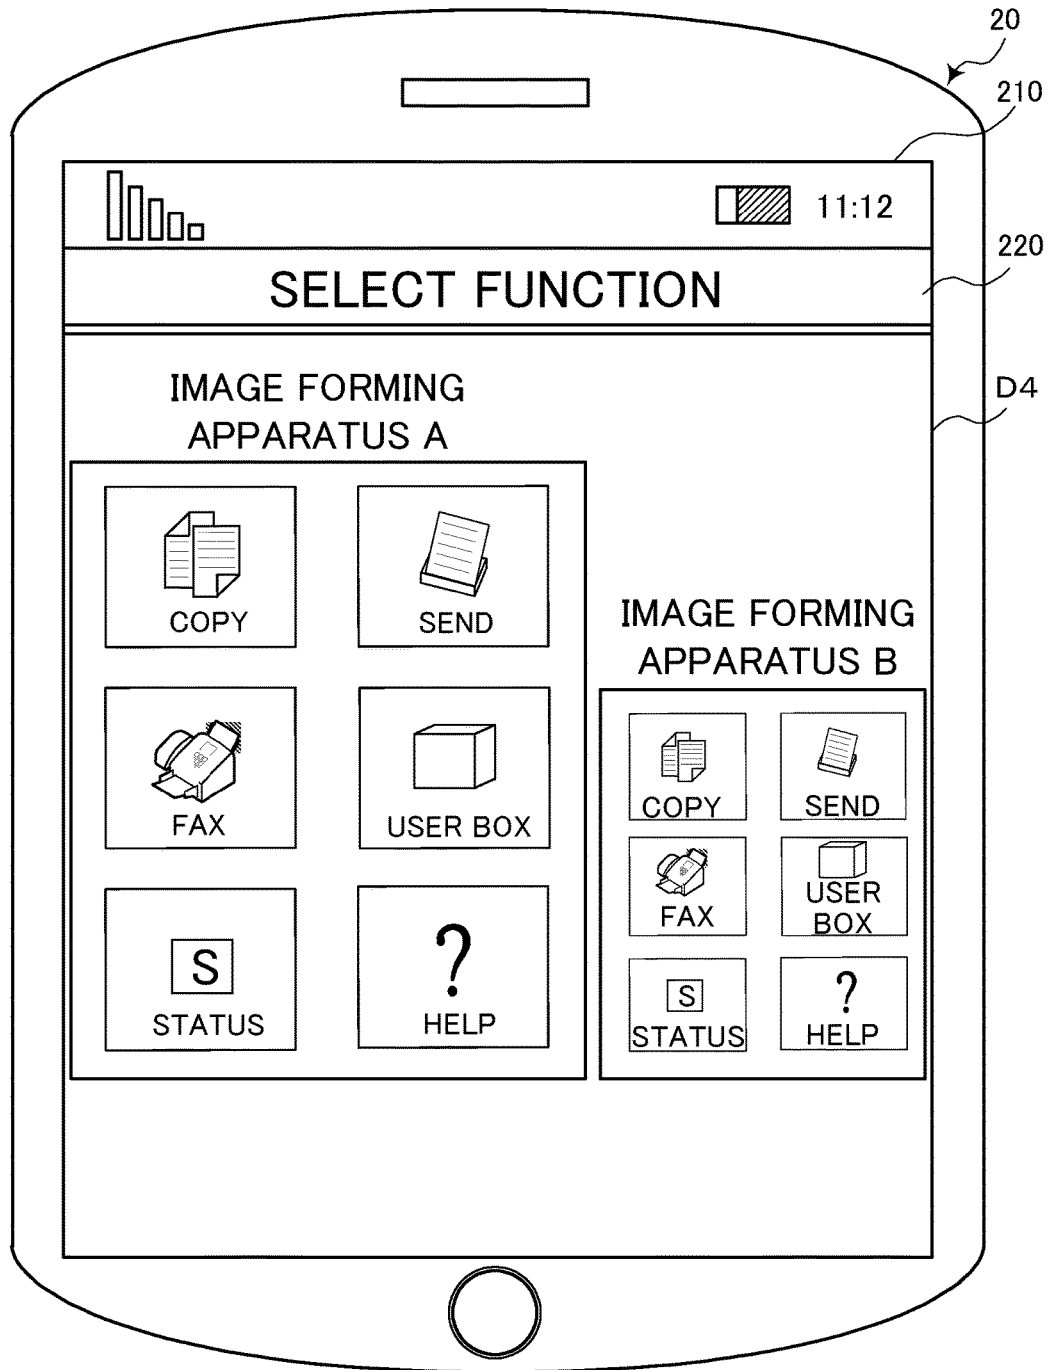 20
210
11:12
220
SELECT FUNCTION
D4
IMAGE FORMING
APPARATUS A
COPY
SEND
FAX
USER BOX
S
STATUS
?
HELP
IMAGE FORMING
APPARATUS B
COPY
SEND
FAX
USER
BOX
S
STATUS
?
HELP